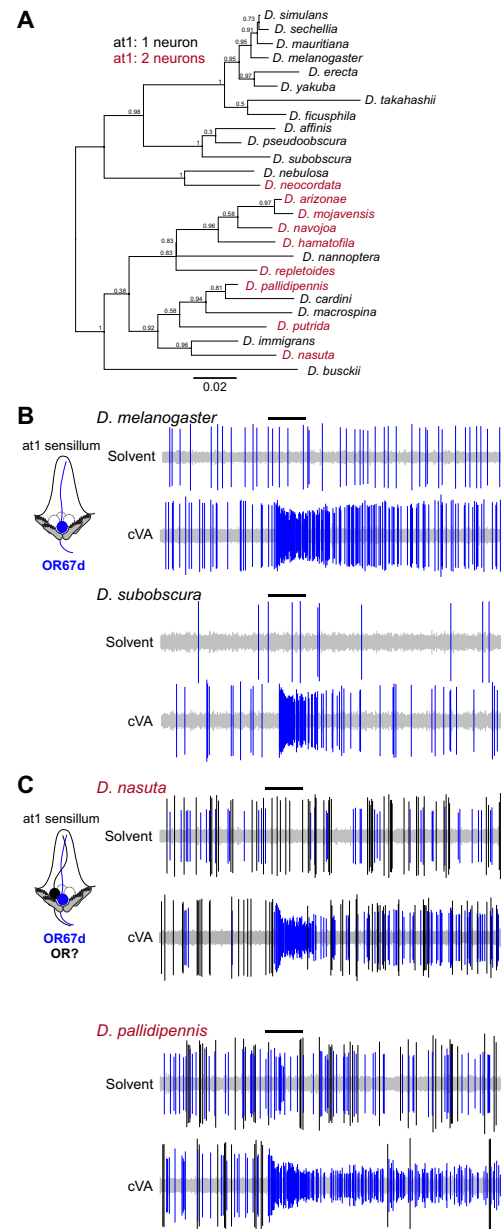 A
at1: 1 neuron
at1: 2 neurons
0.73
D. simulans
D. sechellia
0.91
D. mauritiana
0.95
D. melanogaster
0.95
D. erecta
0.97
D. yakuba
1
D. takahashii
0.5
D. ficusphila
0.98
D. affinis
0.3
D. pseudoobscura
1
D. subobscura
D. nebulosa
1
D. neocordata
D. arizonae
0.97
D. mojavensis
0.58
D. navojoa
0.96
D. hamatofila
0.83
D. nannoptera
0.83
D. repletoides
0.38
D. pallidipennis
0.81
D. cardini
0.94
D. macrospina
0.58
D. putrida
0.92
D. immigrans
0.96
D. nasuta
1
D. busckii
0.02
B
D. melanogaster
at1 sensillum
Solvent
cVA
OR67d
D. subobscura
Solvent
cVA
C
D. nasuta
at1 sensillum
Solvent
cVA
OR67d
OR?
D. pallidipennis
Solvent
cVA